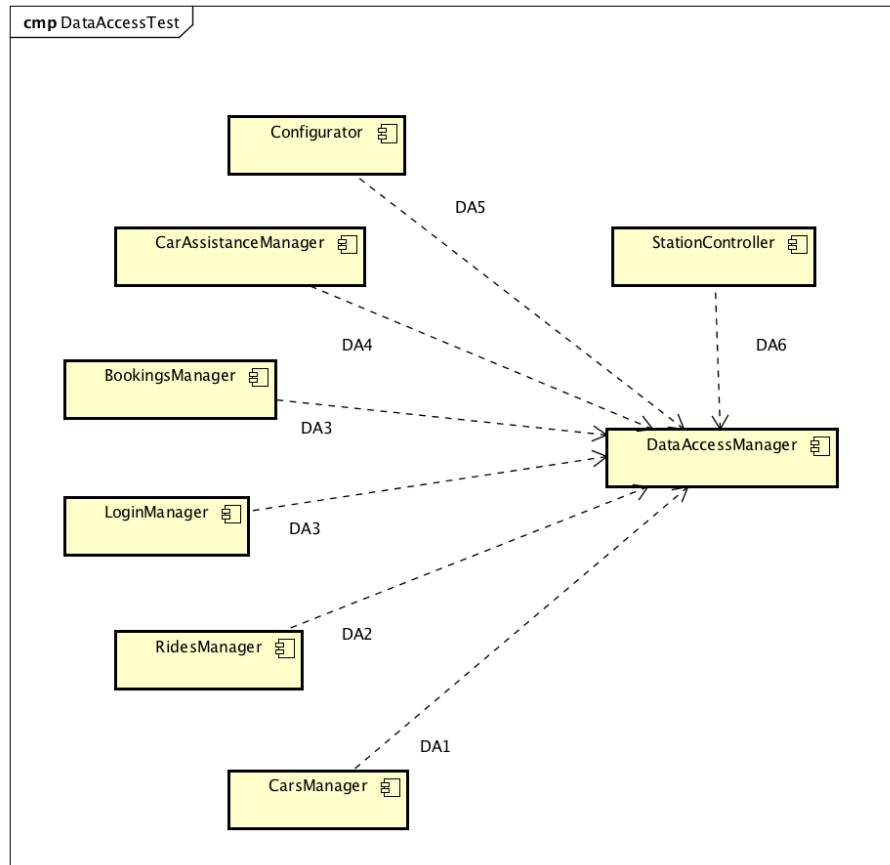 cmp DataAccessTest
Configurator
DA5
CarAssistanceManager
StationController
DA4
DA6
BookingsManager
DA3
DataAccessManager
LoginManager
DA3
RidesManager
DA2
DA1
CarsManager